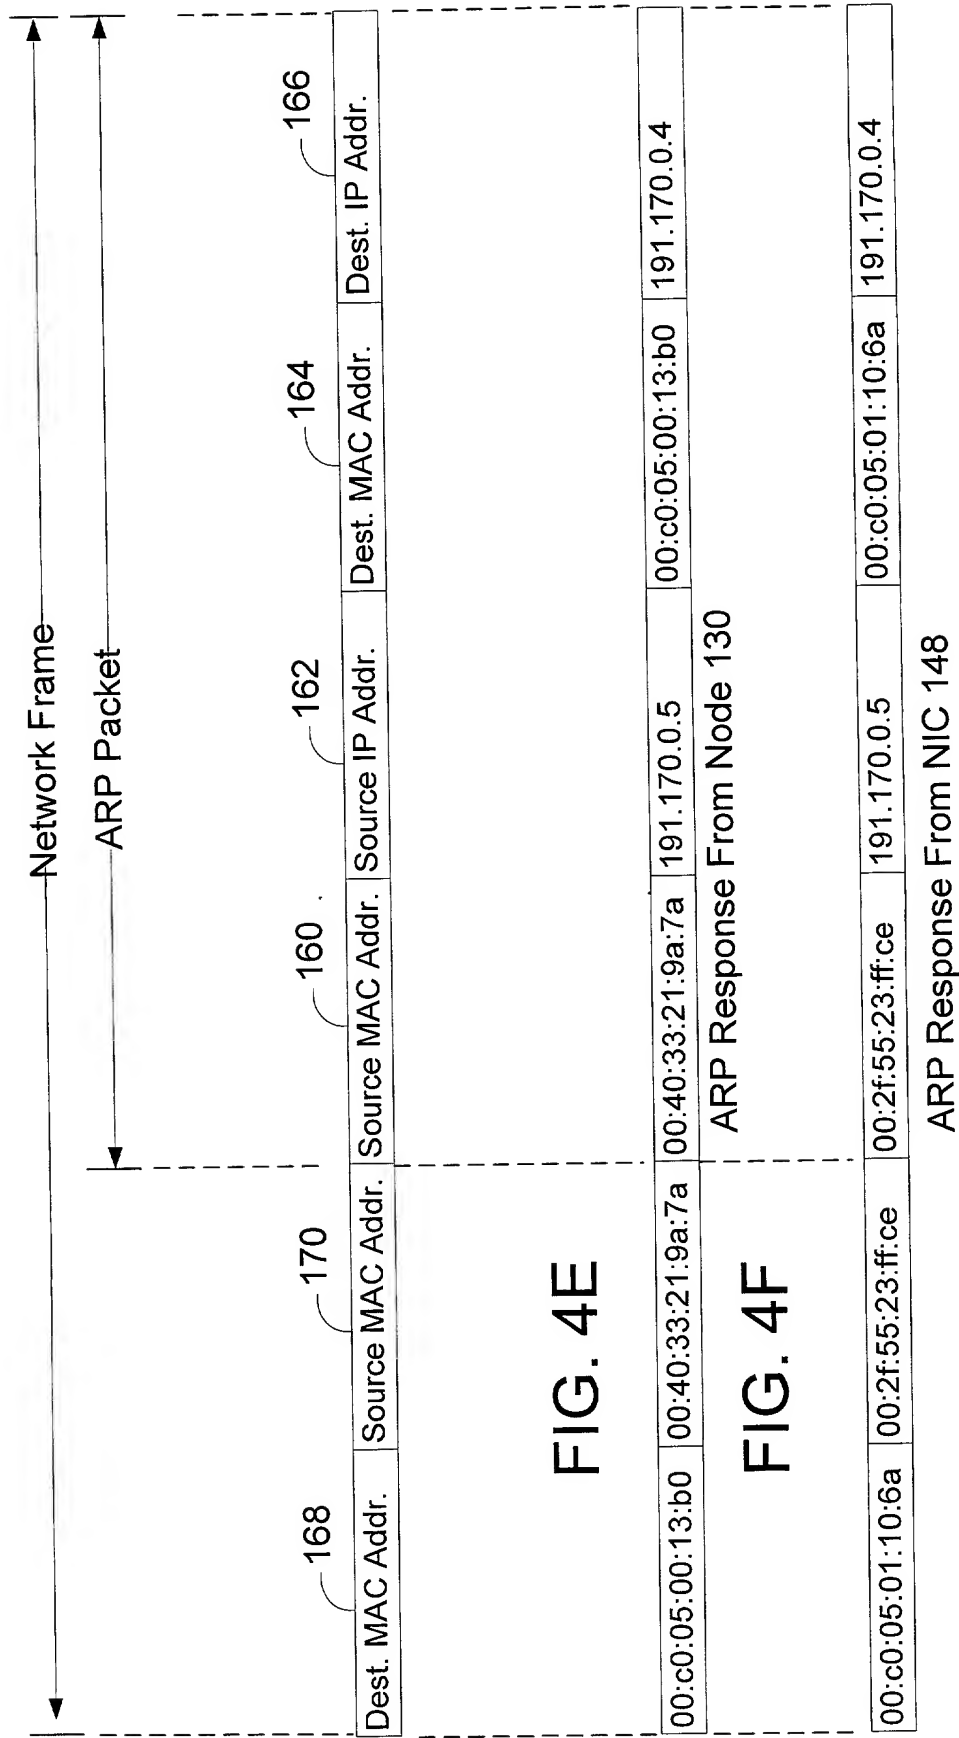 Network Frame
ARP Packet
168
170
160
162
164
166
Dest. MAC Addr. Source MAC Addr. Source MAC Addr. Source IP Addr. Dest. MAC Addr. Dest. IP Addr.
FIG. 4E
00:c0:05:00:13:b0 00:40:33:21:9a:7a 00:40:33:21:9a:7a 191.170.0.5 00:c0:05:00:13:b0 191.170.0.4
ARP Response From Node 130
FIG. 4F
00:c0:05:01:10:6a 00:2f:55:23:ff:ce 00:2f:55:23:ff:ce 191.170.0.5 00:c0:05:01:10:6a 191.170.0.4
ARP Response From NIC 148